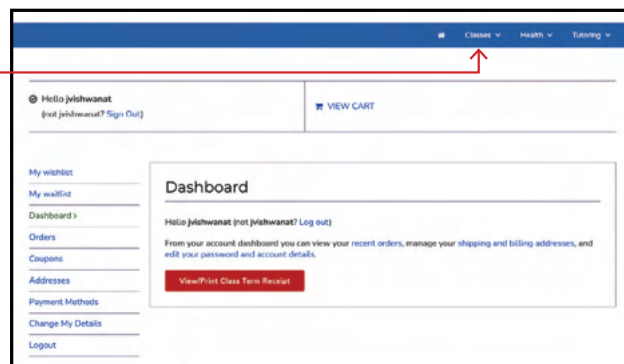 Classes Health Tutoring
Hello jvishwanat
(not jvishwanat? Sign Out)
VIEW CART
My wishlist
My waitlist
Dashboard >
Orders
Coupons
Addresses
Payment Methods
Change My Details
Logout
Dashboard
Hello jvishwanat (not jvishwanat? Log out)
From your account dashboard you can view your recent orders, manage your shipping and billing addresses, and
edit your password and account details.
View/Print Class Term Receipt